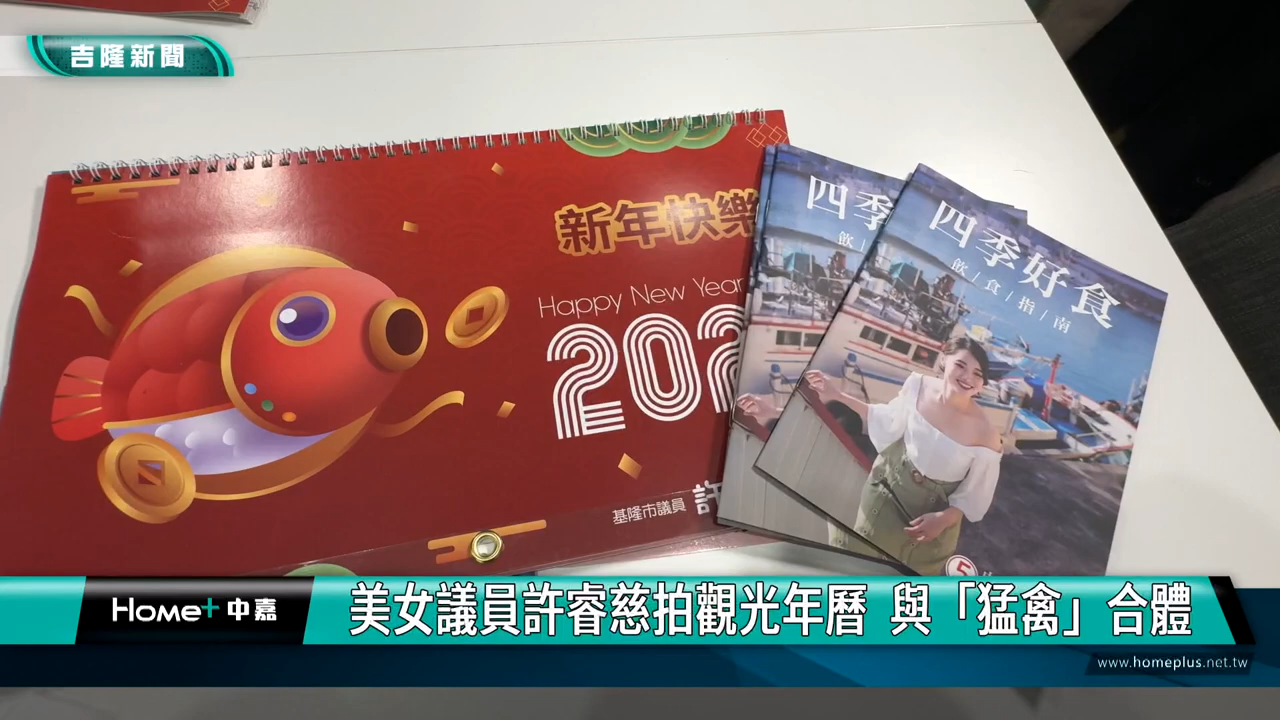 吉隆新聞
新年快樂
Happy New Year
202
基隆市議員 許
四季
飲/
四季好食
飲/食/指/南
5
Home+中嘉
美女議員許睿慈拍觀光年曆 與「猛禽」合體
www.homeplus.net.tw